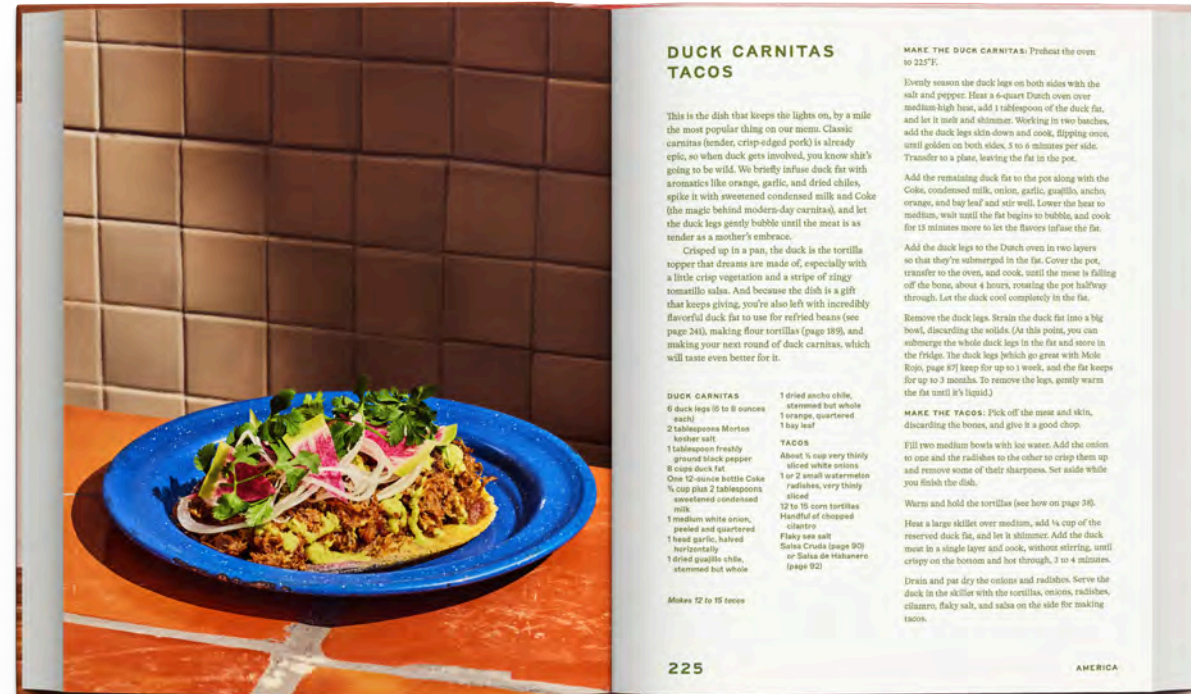 DUCK CARNITAS
TACOS
This is the dish that keeps the lights on, by a mile
the most popular thing on our menu. Classic
carnitas (tender, crisp-edged pork) is already
epic, so when duck gets involved, you know shit's
going to be wild. We briefly infuse duck fat with
aromatics like orange, garlic, and dried chiles,
spike it with sweetened condensed milk and Coke
(the magic behind modern-day carnitas), and let
the duck legs gently bubble until the meat is as
tender as a mother's embrace.
Crisped up in a pan, the duck is the tortilla
topper that dreams are made of, especially with
a little crisp vegetation and a stripe of zingy
tomatillo salsa. And because the dish is a gift
that keeps giving, you're also left with incredibly
flavorful duck fat to use for refried beans (see
page 241), making flour tortillas (page 189), and
making your next round of duck carnitas, which
will taste even better for it.
DUCK CARNITAS
6 duck legs (6 to 8 ounces
each)
2 tablespoons Morton
kosher salt
1 tablespoon freshly
ground black pepper
8 cups duck fat
One 12-ounce bottle Coke
cup plus 2 tablespoons
sweetened condensed
milk
1 medium white onion,
peeled and quartered
1 head garlic, halved
horizontally
1 dried guajillo chile,
stemmed but whole
1 dried ancho chile,
stemmed but whole
1 orange, quartered
1 bay leaf
TACOS
About cup very thinly
sliced white onions
1 or 2 small watermelon
radishes, very thinly
sliced
12 to 15 corn tortillas
Handful of chopped
cilantro
Flaky sea salt
Salsa Cruda (page 90)
or Salsa de Habanero
(page 92)
Makes 12 to 15 tacos
MAKE THE DUCK CARNITAS: Preheat the oven
to 225°F.
Evenly season the duck legs on both sides with the
salt and pepper. Heat a 6-quart Dutch oven over
medium-high heat, add 1 tablespoon of the duck fat,
and let it melt and shimmer. Working in two batches,
add the duck legs skin-down and cook, flipping once,
until golden on both sides, 5 to 6 minutes per side.
Transfer to a plate, leaving the fat in the pot.
Add the remaining duck fat to the pot along with the
Coke, condensed milk, onion, garlic, guajillo, ancho,
orange, and bay leaf and stir well. Lower the heat to
medium, wait until the fat begins to bubble, and cook
for 15 minutes more to let the flavors infuse the fat.
Add the duck legs to the Dutch oven in two layers
so that they're submerged in the fat. Cover the pot,
transfer to the oven, and cook, until the meat is falling
off the bone, about 4 hours, rotating the pot halfway
through. Let the duck cool completely in the fat.
Remove the duck legs. Strain the duck fat into a big
bowl, discarding the solids. (At this point, you can
submerge the whole duck legs in the fat and store in
the fridge. The duck legs [which go great with Mole
Rojo, page 87] keep for up to 1 week, and the fat keeps
for up to 3 months. To remove the legs, gently warm
the fat until it's liquid.)
MAKE THE TACOS: Pick off the meat and skin,
discarding the bones, and give it a good chop.
Fill two medium bowls with ice water. Add the onion
to one and the radishes to the other to crisp them up
and remove some of their sharpness. Set aside while
you finish the dish.
Warm and hold the tortillas (see how on page 38).
Heat a large skillet over medium, add ¼ cup of the
reserved duck fat, and let it shimmer. Add the duck
meat in a single layer and cook, without stirring, until
crispy on the bottom and hot through, 3 to 4 minutes.
Drain and pat dry the onions and radishes. Serve the
duck in the skillet with the tortillas, onions, radishes,
cilantro, flaky salt, and salsa on the side for making
tacos.
225
AMERICA